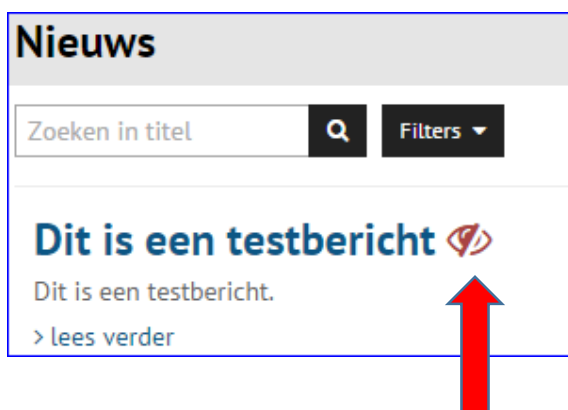 Nieuws
Zoeken in titel Filters
Dit is een testbericht
Dit is een testbericht.
> lees verder